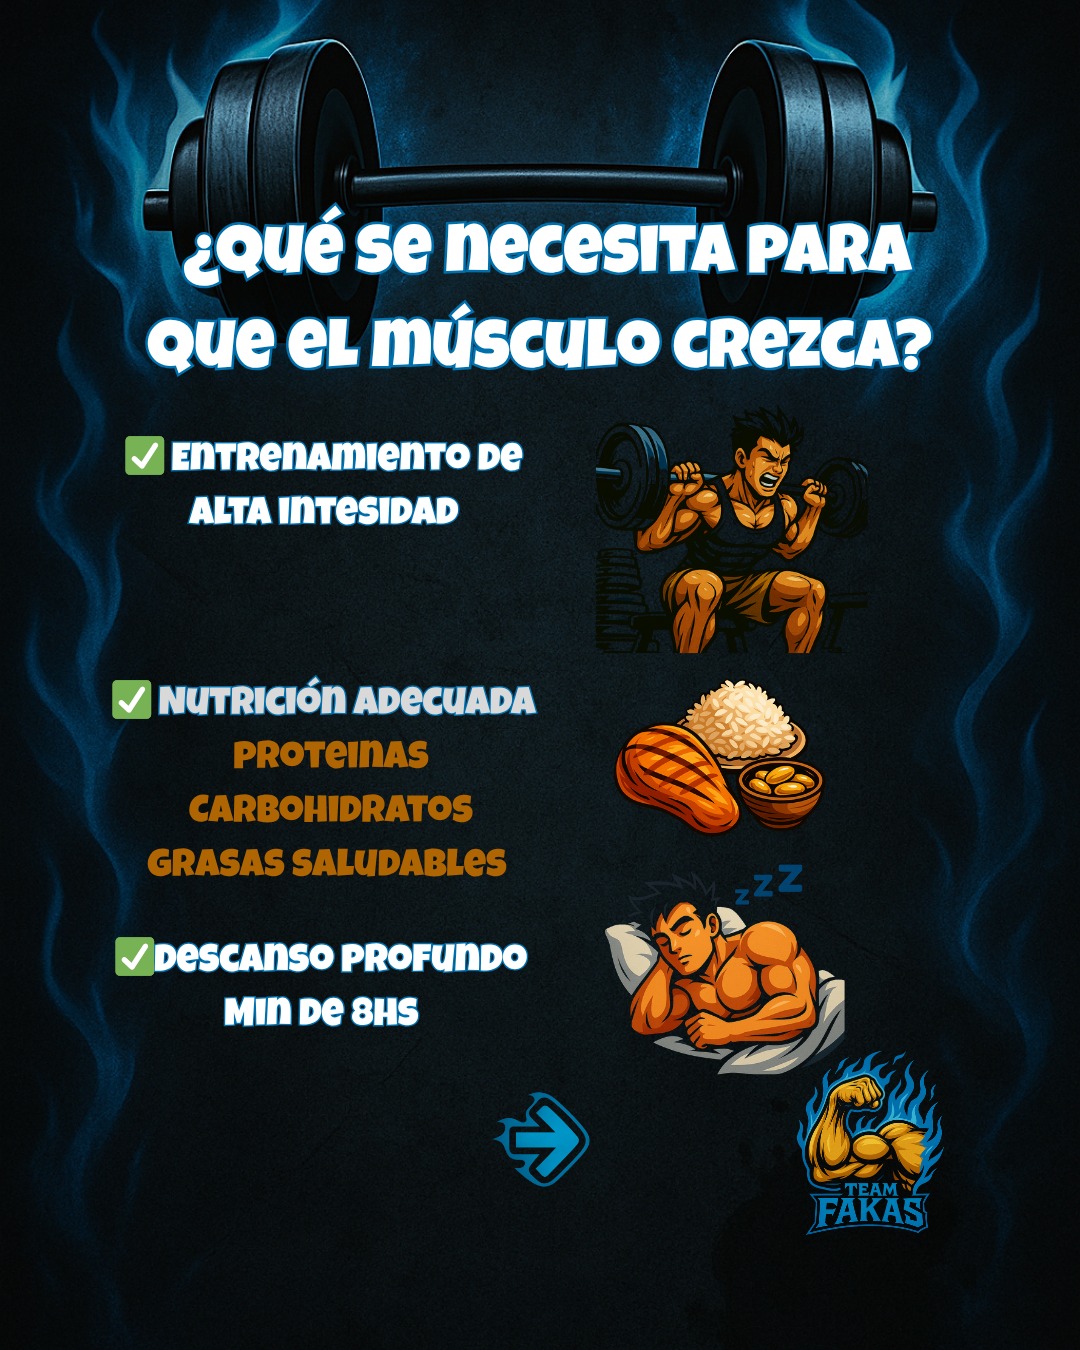 ¿Qué se necesita para
que el músculo crezca?
✅ Entrenamiento de
alta intesidad
✅ Nutrición adecuada
Proteinas
Carbohidratos
Grasas saludables
zzz
✅Descanso profundo
Min de 8hs
TEAM
FAKAS